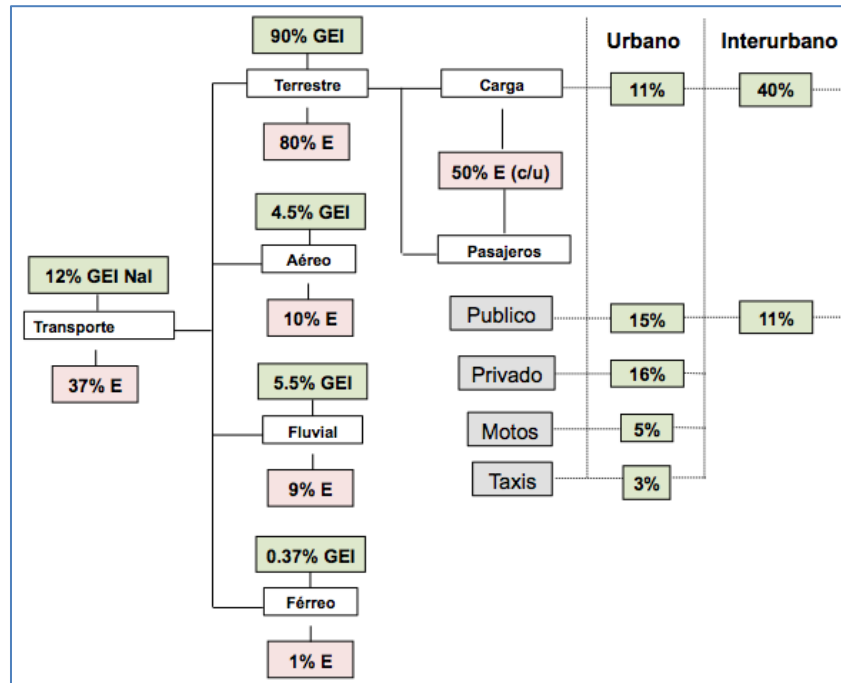 90% GEI
Urbano Interurbano
Terrestre Carga 11% 40%
80% E
50% E (c/u)
4.5% GEI
Aéreo Pasajeros
12% GEI Nal
10% E
Publico 15% 11%
Transporte
37% E
5.5% GEI
Privado 16%
Fluvial
Motos 5%
9% E
Taxis 3%
0.37% GEI
Férreo
1% E